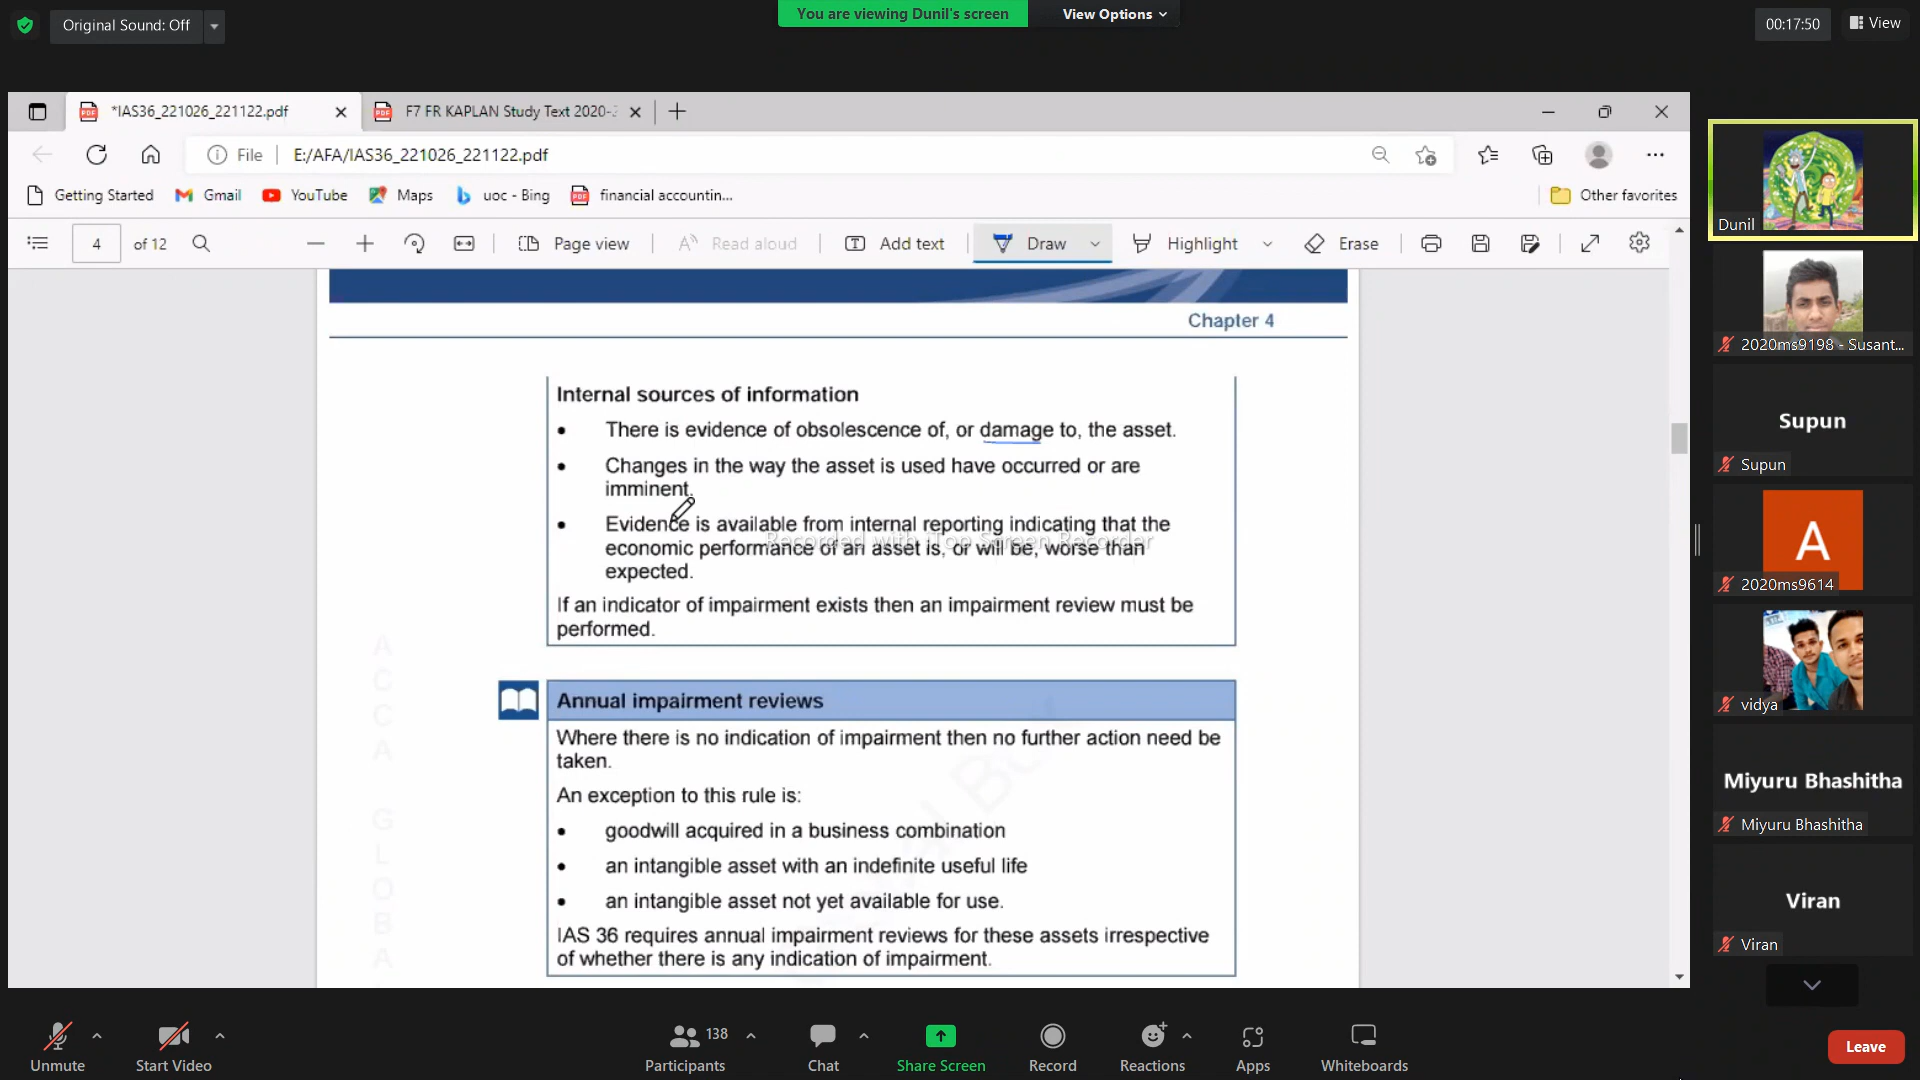 Original Sound: Off
You are viewing Dunil's screen
View Options
00:17:50
View
*IAS36_221026_221122.pdf
F7 FR KAPLAN Study Text 2020-
File
E:/AFA/IAS36_221026_221122.pdf
Getting Started
Gmail
YouTube
Maps
uoc - Bing
financial accountin...
Other favorites
4
of 12
Page view
Read aloud
Add text
Draw
Highlight
Erase
Chapter 4
Internal sources of information
• There is evidence of obsolescence of, or damage to, the asset.
• Changes in the way the asset is used have occurred or are
imminent.
• Evidence is available from internal reporting indicating that the
economic performance of an asset is, or will be, worse than
expected.
Recorded with iTop Screen Recorder
If an indicator of impairment exists then an impairment review must be
performed.
Annual impairment reviews
Where there is no indication of impairment then no further action need be
taken.
An exception to this rule is:
• goodwill acquired in a business combination
• an intangible asset with an indefinite useful life
• an intangible asset not yet available for use.
IAS 36 requires annual impairment reviews for these assets irrespective
of whether there is any indication of impairment.
A
C
C
A
G
L
O
B
A
Dunil
2020ms9198 - Susant...
Supun
Supun
A
2020ms9614
vidya
Miyuru Bhashitha
Miyuru Bhashitha
Viran
Viran
Unmute
Start Video
138
Participants
Chat
Share Screen
Record
Reactions
Apps
Whiteboards
Leave